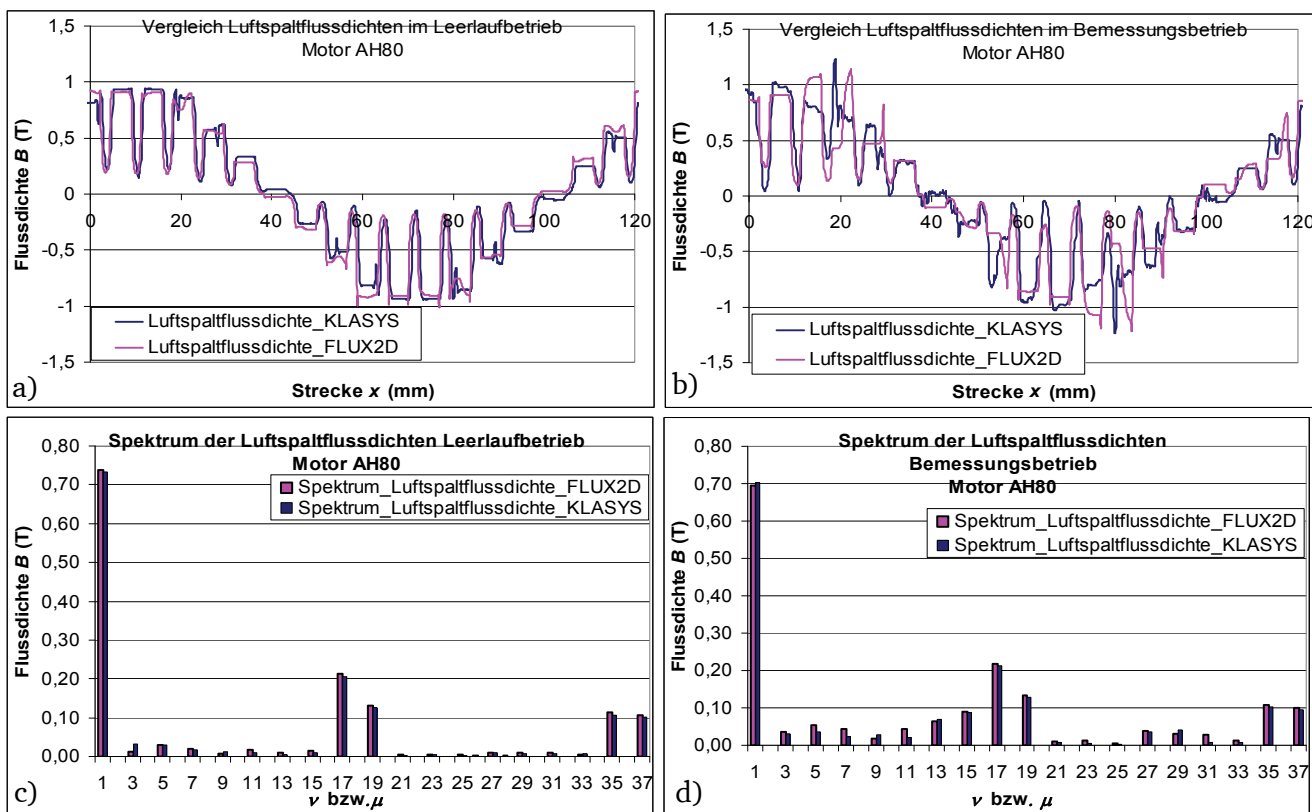 Vergleich Luftspaltflussdichten im Leerlaufbetrieb
Motor AH80
Flussdichte B (T)
1,5
1
0,5
0
-0,5
-1
-1,5
0 20 40 60 80 100 120
Luftspaltflussdichte_KLASYS
Luftspaltflussdichte_FLUX2D
Strecke x (mm)
a)
Vergleich Luftspaltflussdichten im Bemessungsbetrieb
Motor AH80
Flussdichte B (T)
1,5
1
0,5
0
-0,5
-1
-1,5
0 20 40 60 80 100 120
Luftspaltflussdichte_KLASYS
Luftspaltflussdichte_FLUX2D
Strecke x (mm)
b)
Spektrum der Luftspaltflussdichten Leerlaufbetrieb
Motor AH80
Spektrum_Luftspaltflussdichte_FLUX2D
Spektrum_Luftspaltflussdichte_KLASYS
Flussdichte B (T)
0,80
0,70
0,60
0,50
0,40
0,30
0,20
0,10
0,00
1 3 5 7 9 11 13 15 17 19 21 23 25 27 29 31 33 35 37
ν bzw. μ
c)
Spektrum der Luftspaltflussdichten
Bemessungsbetrieb
Motor AH80
Spektrum_Luftspaltflussdichte_FLUX2D
Spektrum_Luftspaltflussdichte_KLASYS
Flussdichte B (T)
0,80
0,70
0,60
0,50
0,40
0,30
0,20
0,10
0,00
1 3 5 7 9 11 13 15 17 19 21 23 25 27 29 31 33 35 37
ν bzw. μ
d)